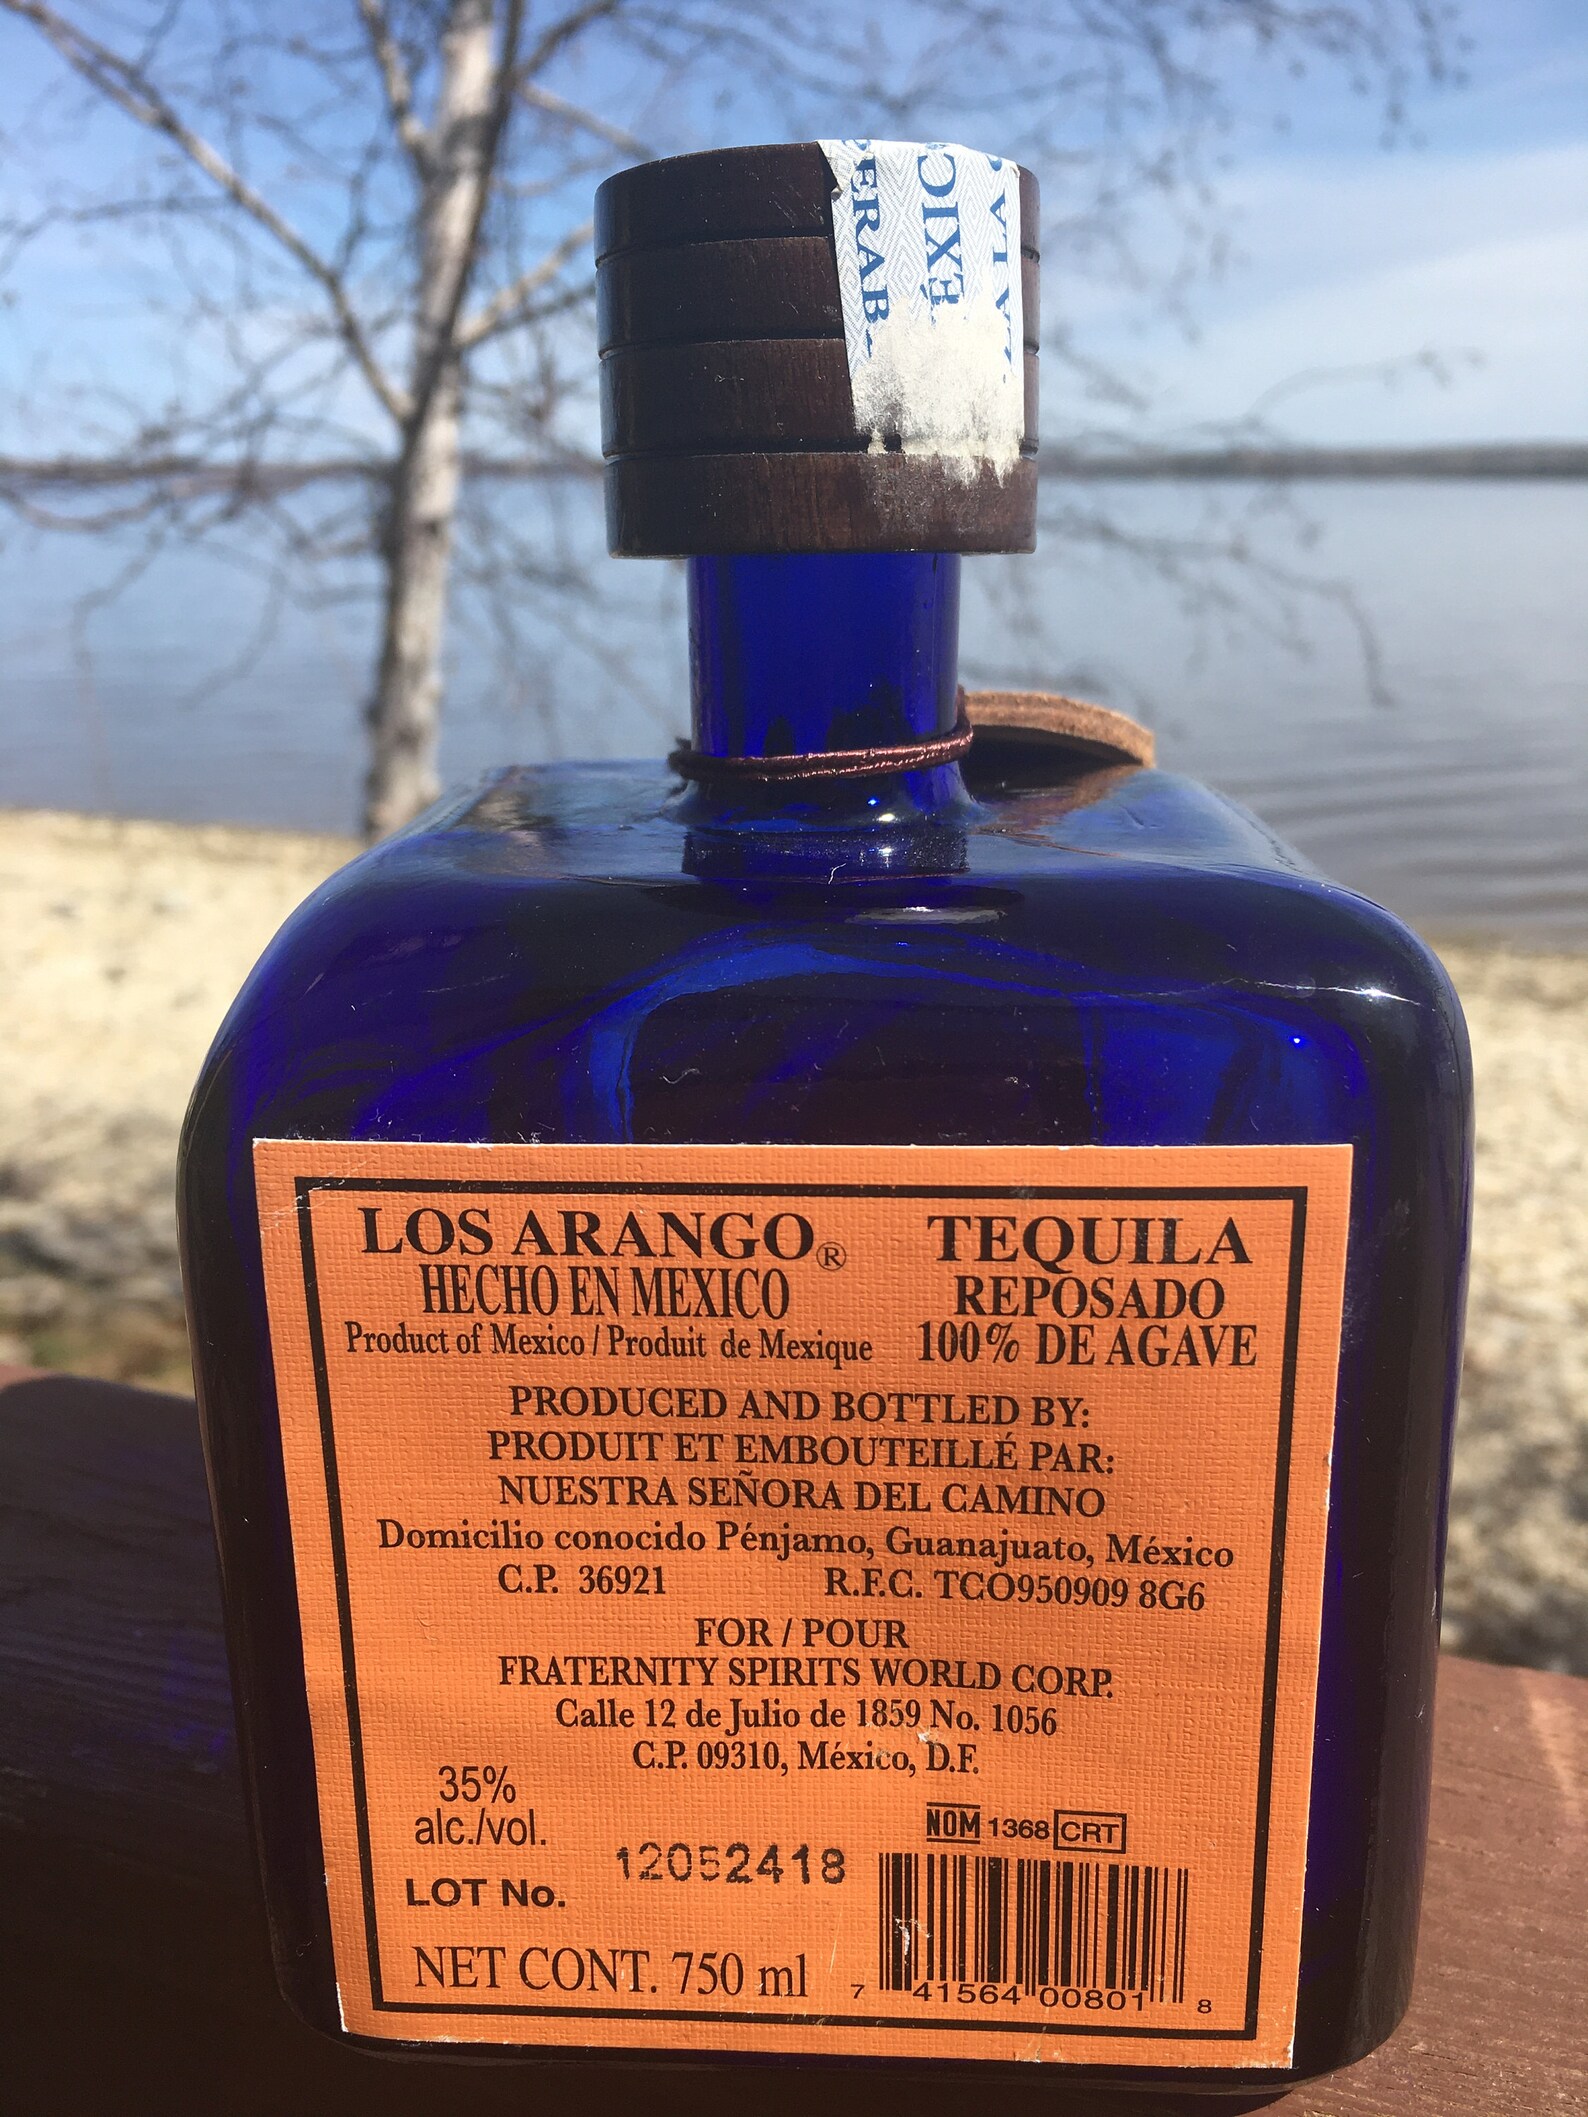 ERAB
ÉXIC
LOS ARANGO®
HECHO EN MEXICO
Product of Mexico / Produit de Mexique
TEQUILA
REPOSADO
100% DE AGAVE
PRODUCED AND BOTTLED BY:
PRODUIT ET EMBOUTEILLÉ PAR:
NUESTRA SEÑORA DEL CAMINO
Domicilio conocido Pénjamo, Guanajuato, México
C.P. 36921 R.F.C. TCO950909 8G6
FOR / POUR
FRATERNITY SPIRITS WORLD CORP.
Calle 12 de Julio de 1859 No. 1056
C.P. 09310, México, D.F.
35%
alc./vol.
NOM 1368 CRT
12052418
LOT No.
NET CONT. 750 ml
7 41564 00801 8